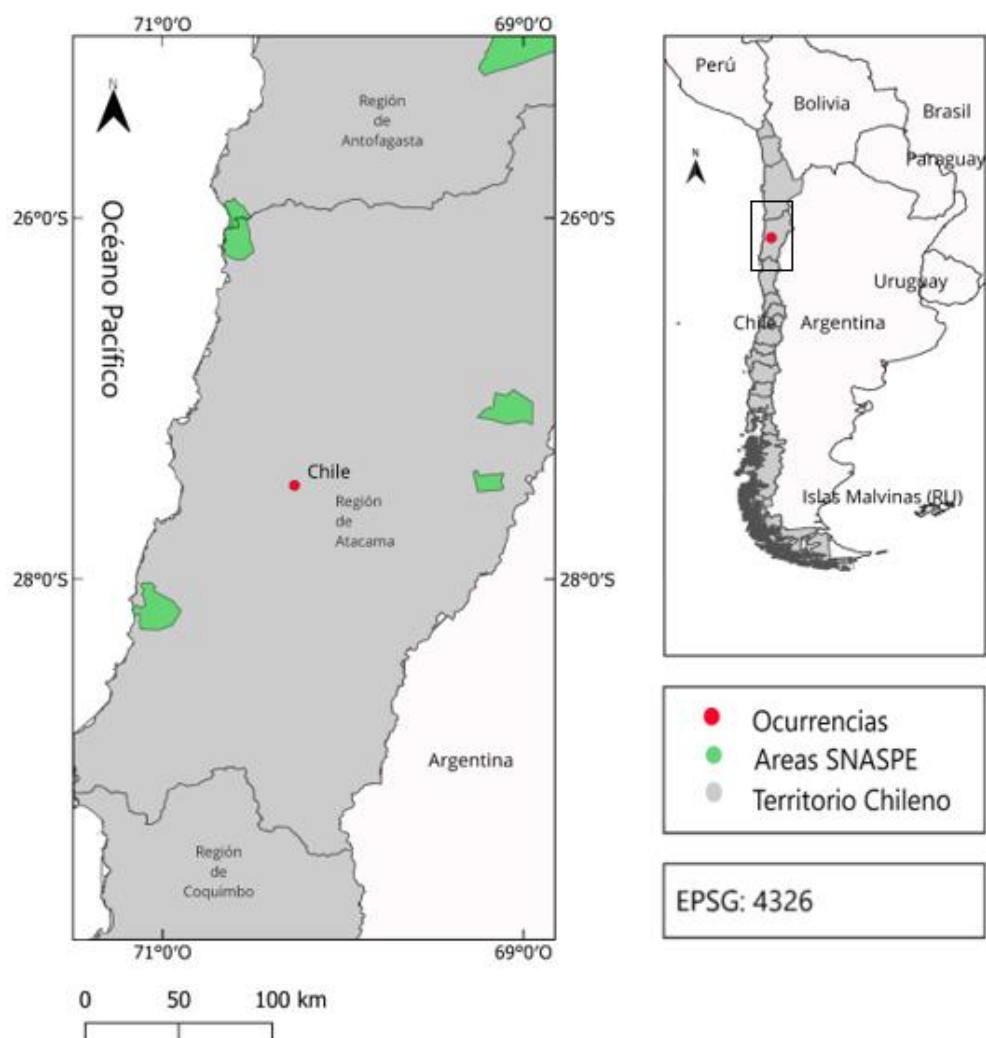 71°0'O
69°0'O
N
Región
de
Antofagasta
26°0'S
26°0'S
Océano Pacífico
Chile
Región
de
Atacama
28°0'S
28°0'S
Argentina
Región
de
Coquimbo
71°0'O
69°0'O
0
50
100 km
Perú
Bolivia
Brasil
N
Paraguay
Uruguay
Chile
Argentina
Islas Malvinas (RU)
Ocurrencias
Areas SNASPE
Territorio Chileno
EPSG: 4326